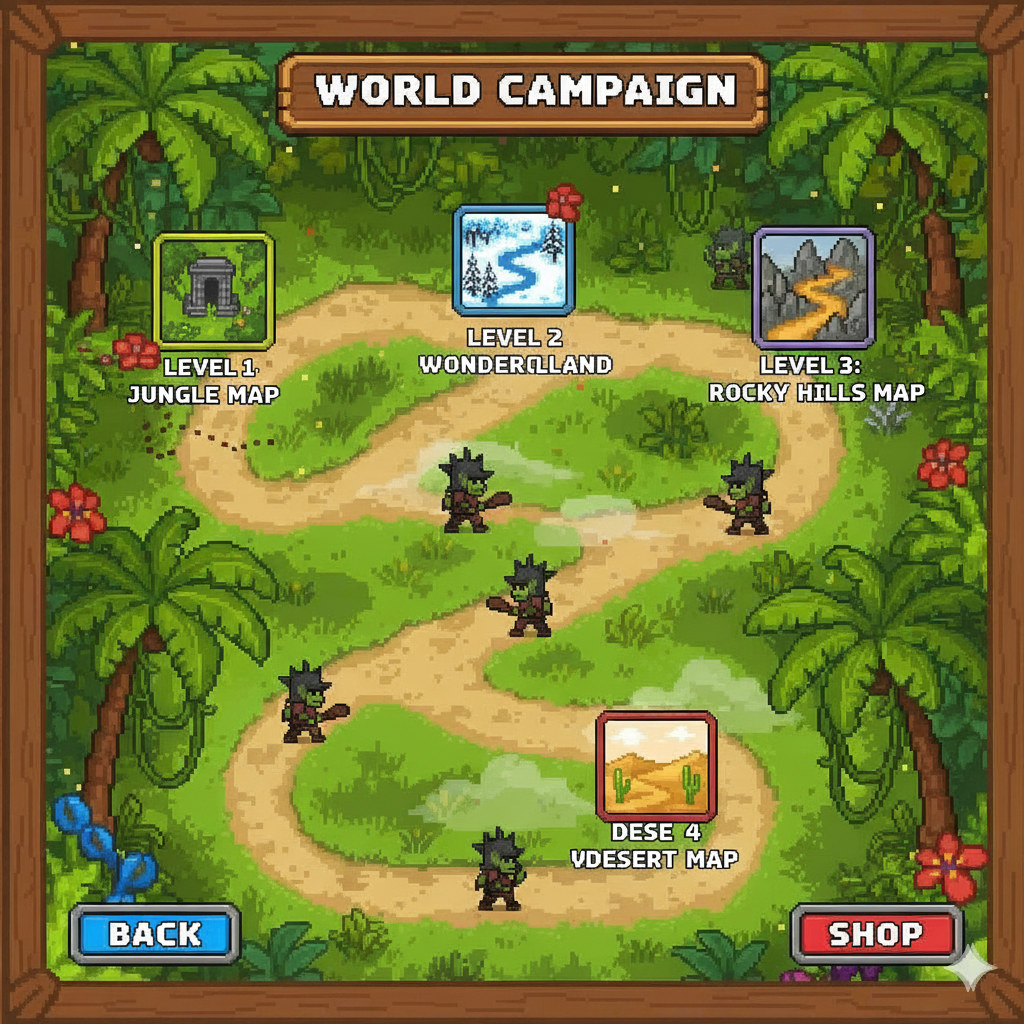 WORLD CAMPAIGN
LEVEL 1
JUNGLE MAP
LEVEL 2
LEVEL 3:
ROCKY HILLS MAP
DESE 4
VDESERT MAP
BACK
SHOP